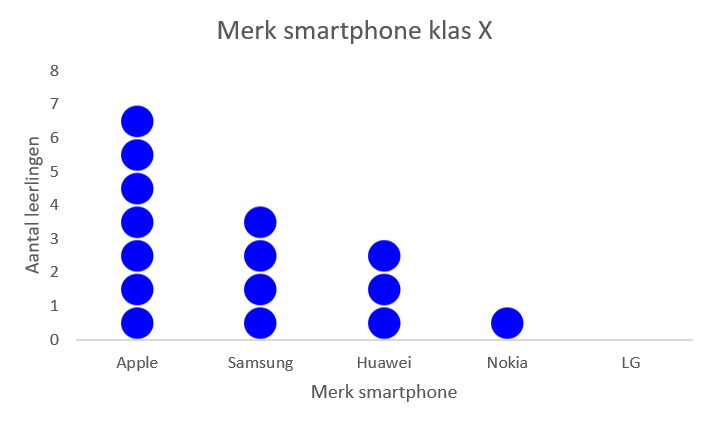 Merk smartphone klas X
8
7
6
5
4
3
2
1
0
Aantal leerlingen
Apple Samsung Huawei Nokia LG
Merk smartphone